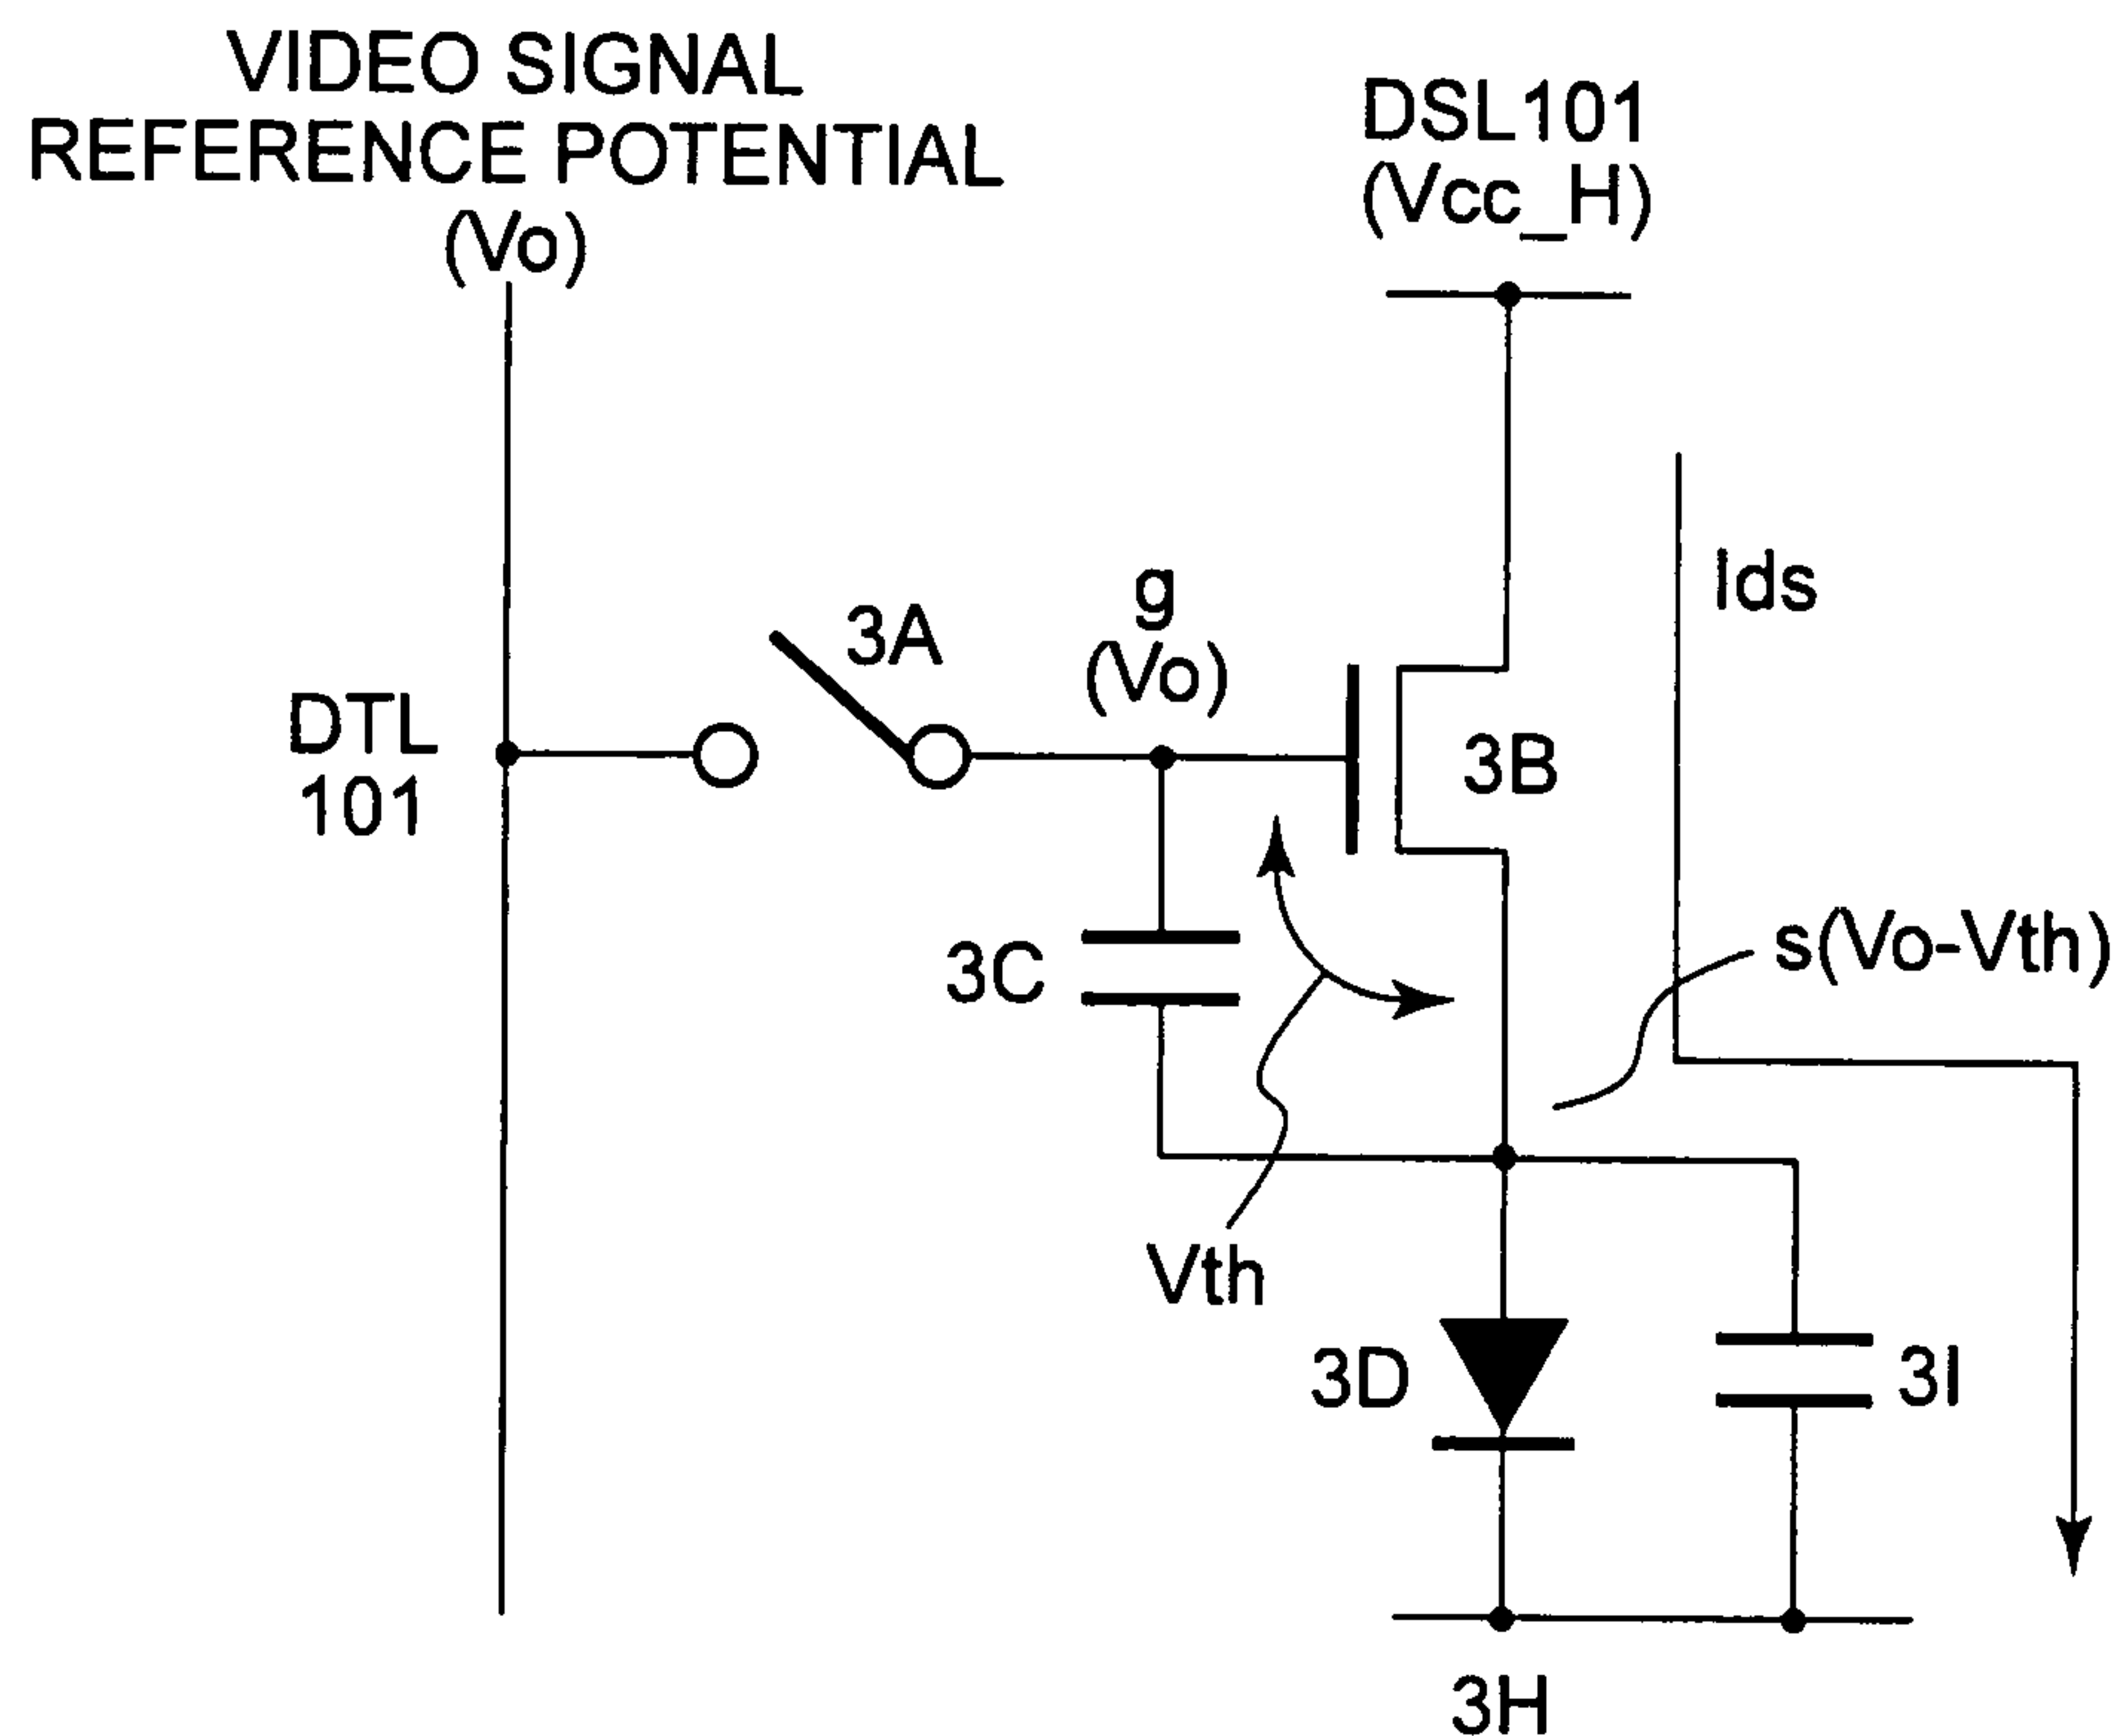 VIDEO SIGNAL
REFERENCE POTENTIAL
(Vo)
DSL101
(Vcc_H)
Ids
g
(Vo)
3A
DTL
101
3B
s(Vo-Vth)
3C
Vth
3D
3I
3H